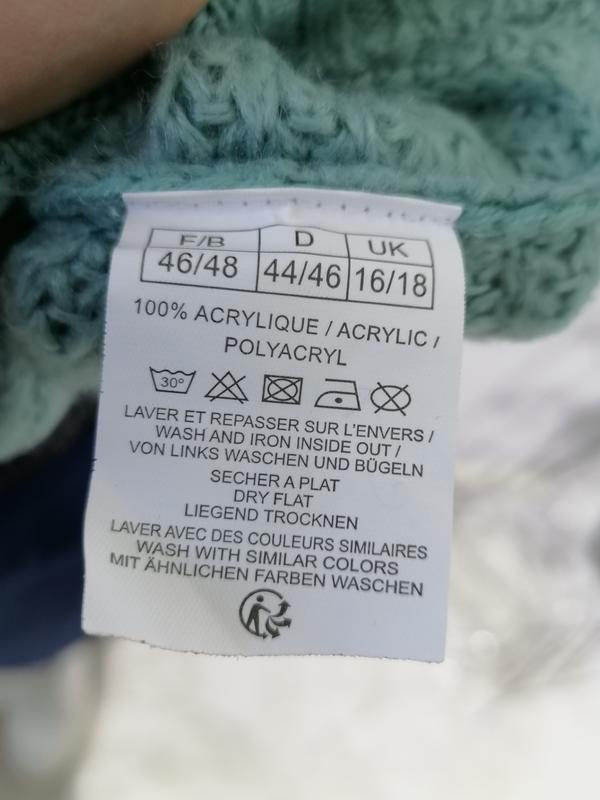 F/B D UK
46/48 44/46 16/18
100% ACRYLIQUE / ACRYLIC /
POLYACRYL
30°
LAVER ET REPASSER SUR L'ENVERS /
WASH AND IRON INSIDE OUT /
VON LINKS WASCHEN UND BÜGELN
SECHER A PLAT
DRY FLAT
LIEGEND TROCKNEN
LAVER AVEC DES COULEURS SIMILAIRES
WASH WITH SIMILAR COLORS
MIT ÄHNLICHEN FARBEN WASCHEN